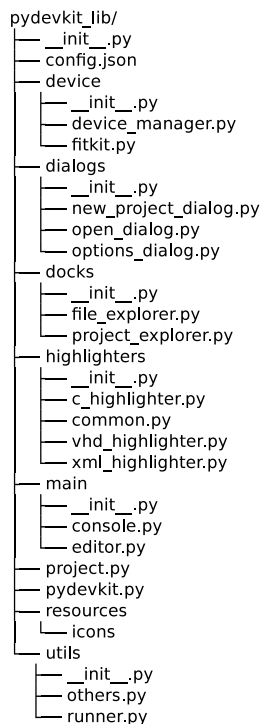 pydevkit_lib/
__init__.py
config.json
device
__init__.py
device_manager.py
fitkit.py
dialogs
__init__.py
new_project_dialog.py
open_dialog.py
options_dialog.py
docks
__init__.py
file_explorer.py
project_explorer.py
highlighters
__init__.py
c_highlighter.py
common.py
vhd_highlighter.py
xml_highlighter.py
main
__init__.py
console.py
editor.py
project.py
pydevkit.py
resources
icons
utils
__init__.py
others.py
runner.py